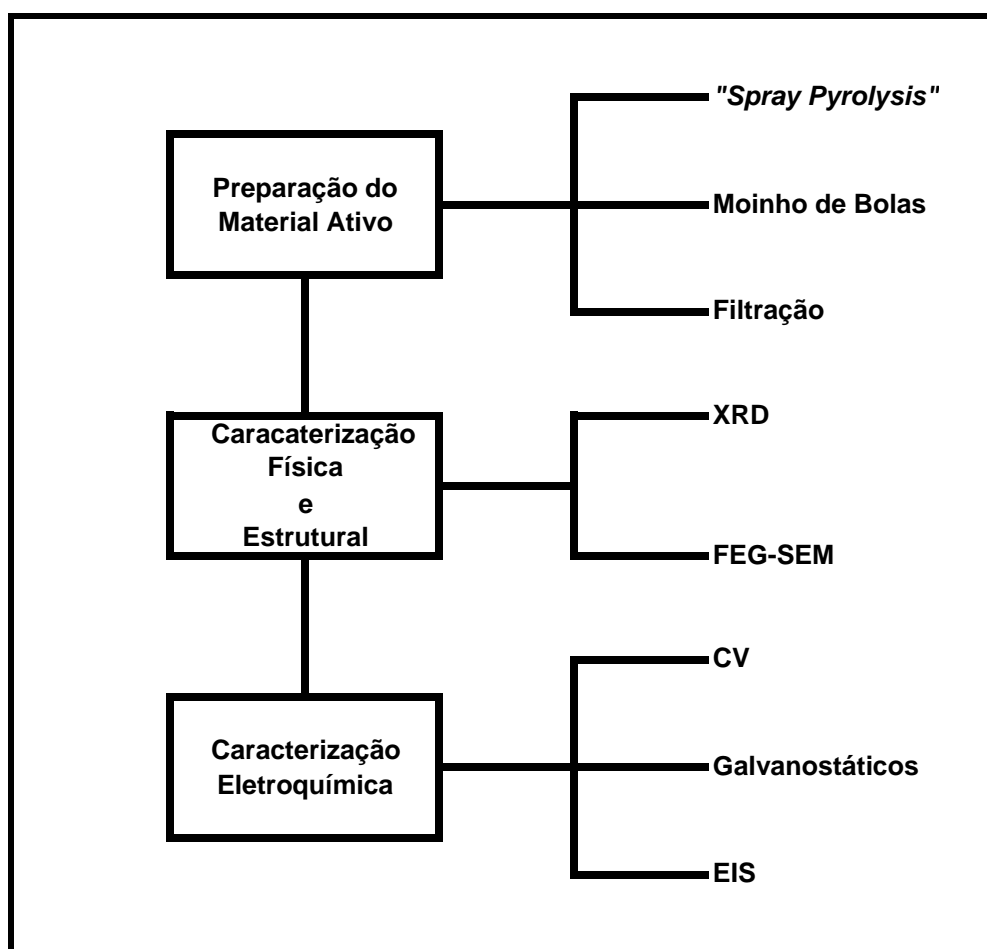 Preparação do
Material Ativo
"Spray Pyrolysis"
Moinho de Bolas
Filtração
Caracaterização
Física
e
Estrutural
XRD
FEG-SEM
Caracterização
Eletroquímica
CV
Galvanostáticos
EIS